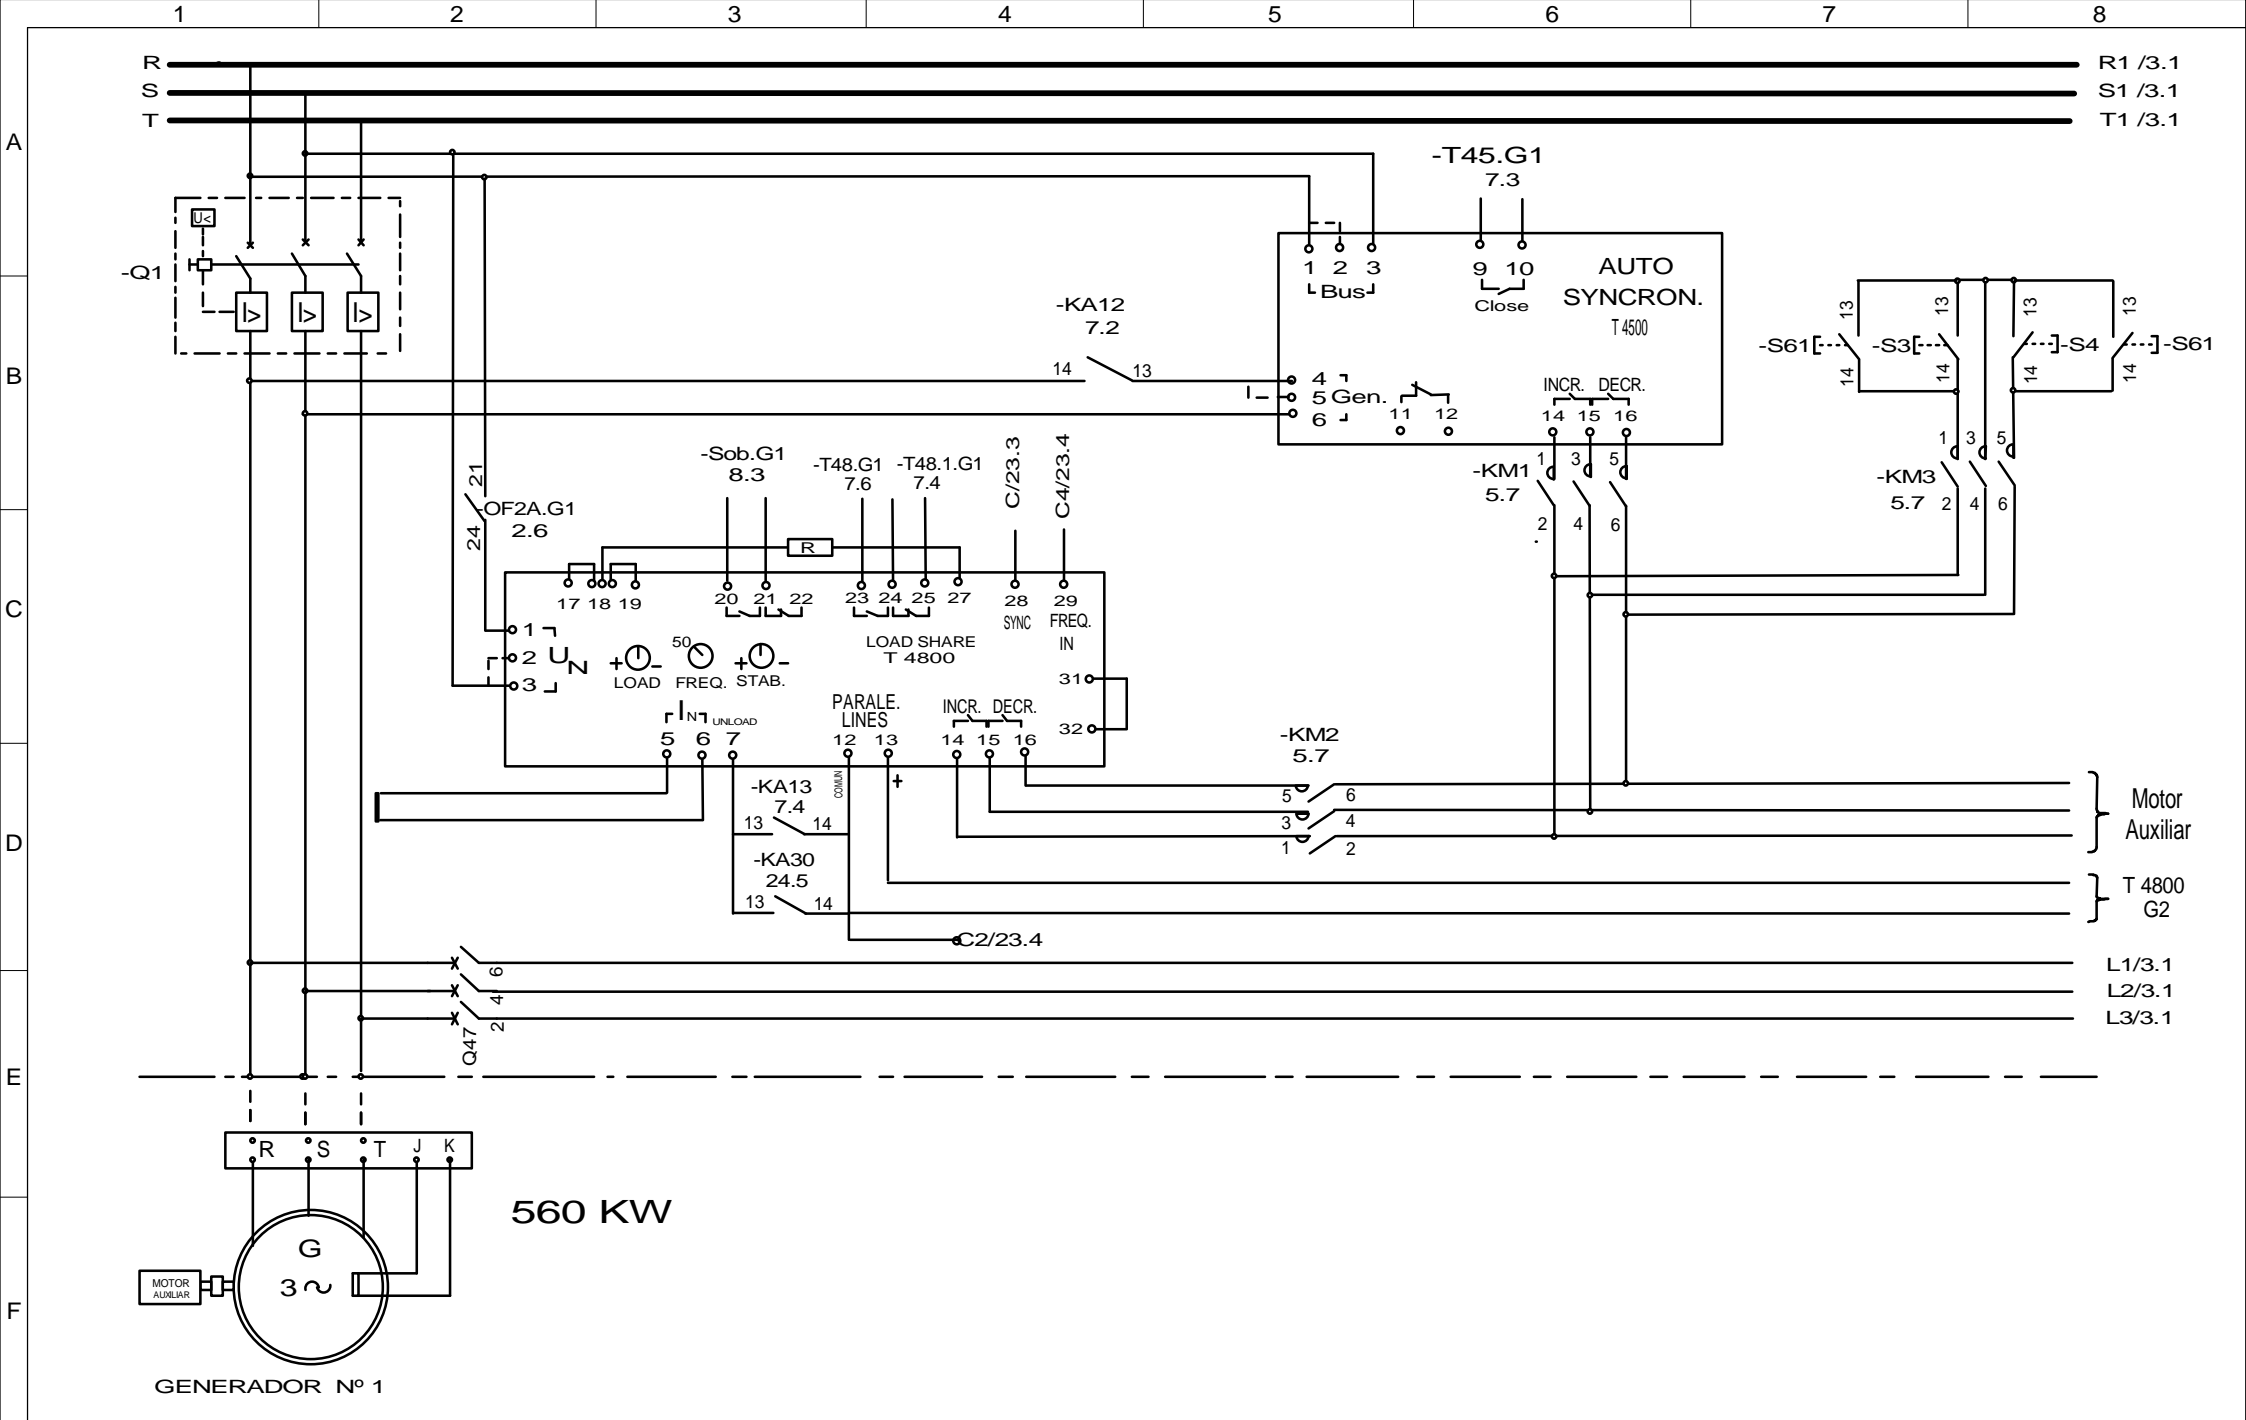 1 2 3 4 5 6 7 8
R R1 /3.1
S S1 /3.1
T T1 /3.1
A
B
C
D
E
F
U<
-Q1
I> I> I>
-T45.G1
7.3
1 2 3
Bus
9 10
Close
AUTO
SYNCRON.
T 4500
-KA12
7.2
14 13
4
5 Gen.
6
11 12
INCR. DECR.
14 15 16
13 13 13 13
-S61 -S3 -S4 -S61
14 14 14 14
1 3 5
-KM1
5.7
2 4 6
.
1 3 5
-KM3
5.7 2 4 6
21
-OF2A.G1
2.6
24
-Sob.G1
8.3
-T48.G1
7.6
-T48.1.G1
7.4
C/23.3
C4/23.4
R
17 18 19
20 21 22
23 24 25 27
28
SYNC
29
FREQ.
IN
1
2 UN
3
+ -
LOAD
50
FREQ.
+ -
STAB.
LOAD SHARE
T 4800
31
32
IN
UNLOAD
5 6 7
PARALE.
LINES
12 13
INCR. DECR.
14 15 16
COMUN
+
-KA13
7.4
13 14
-KA30
24.5
13 14
-KM2
5.7
5 6
3 4
1 2
Motor
Auxiliar
T 4800
G2
C2/23.4
6
4
2
Q47
L1/3.1
L2/3.1
L3/3.1
R S T J K
560 KW
G
3 ~
MOTOR
AUXILIAR
GENERADOR Nº 1